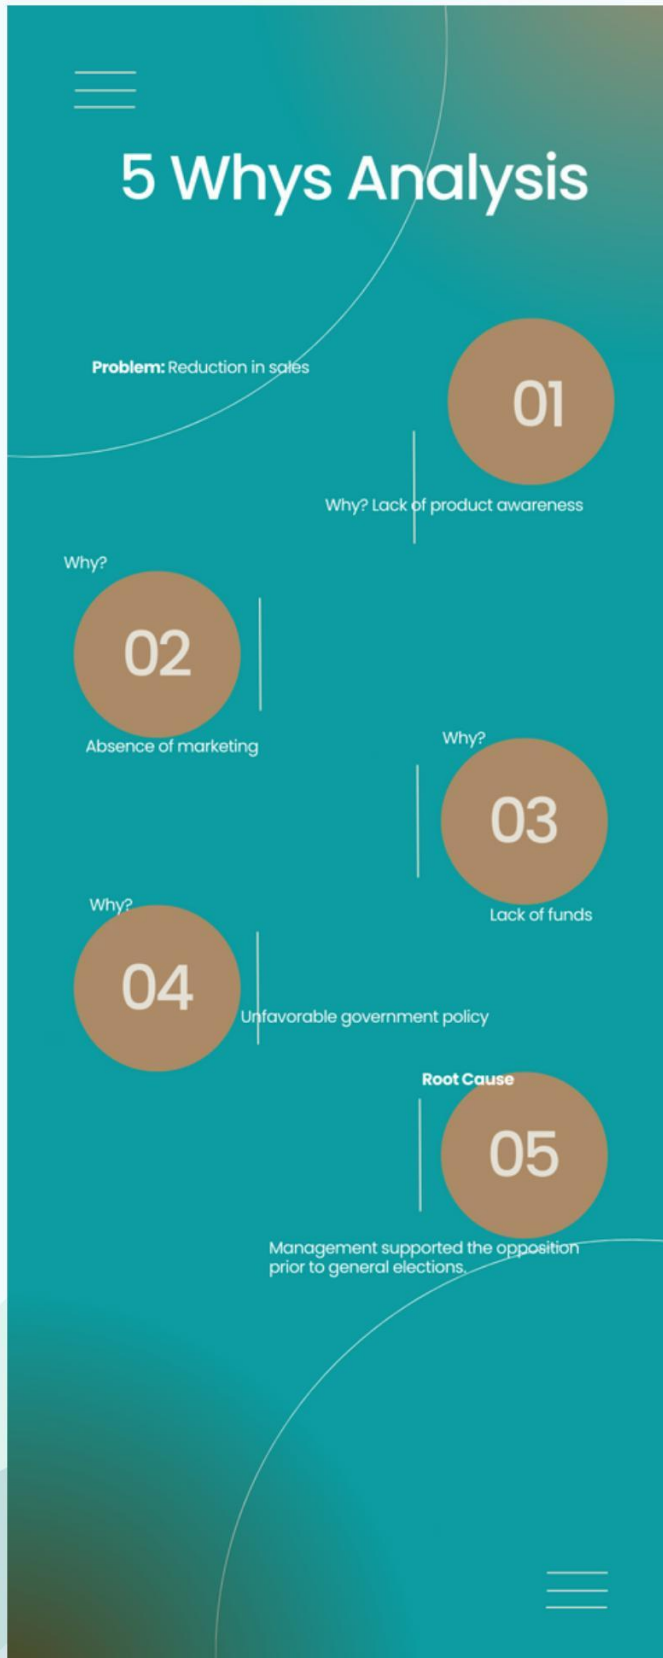 5 Whys Analysis
Problem: Reduction in sales
01
Why? Lack of product awareness
Why?
02
Absence of marketing
Why?
03
Lack of funds
Why?
04
Unfavorable government policy
Root Cause
05
Management supported the opposition
prior to general elections.